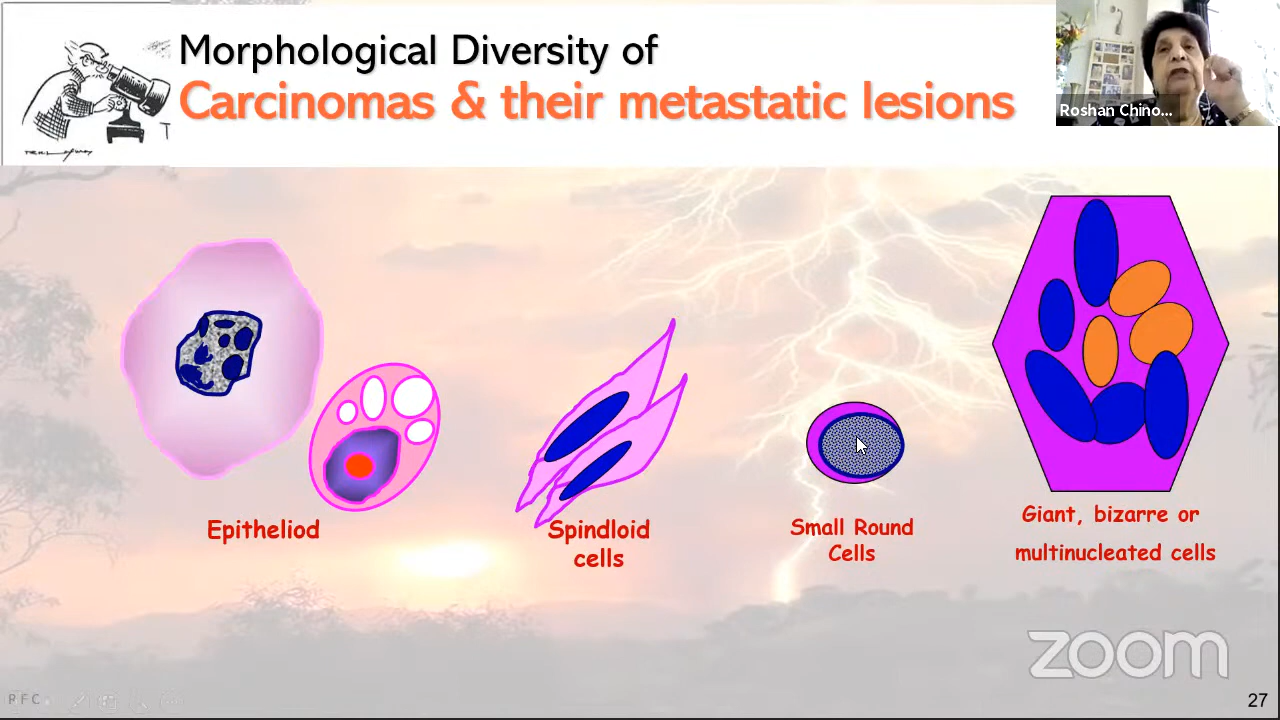 Morphological Diversity of
Carcinomas & their metastatic lesions
Roshan Chino...
Epitheliod
Spindloid
cells
Small Round
Cells
Giant, bizarre or
multinucleated cells
zoom
RFC
27